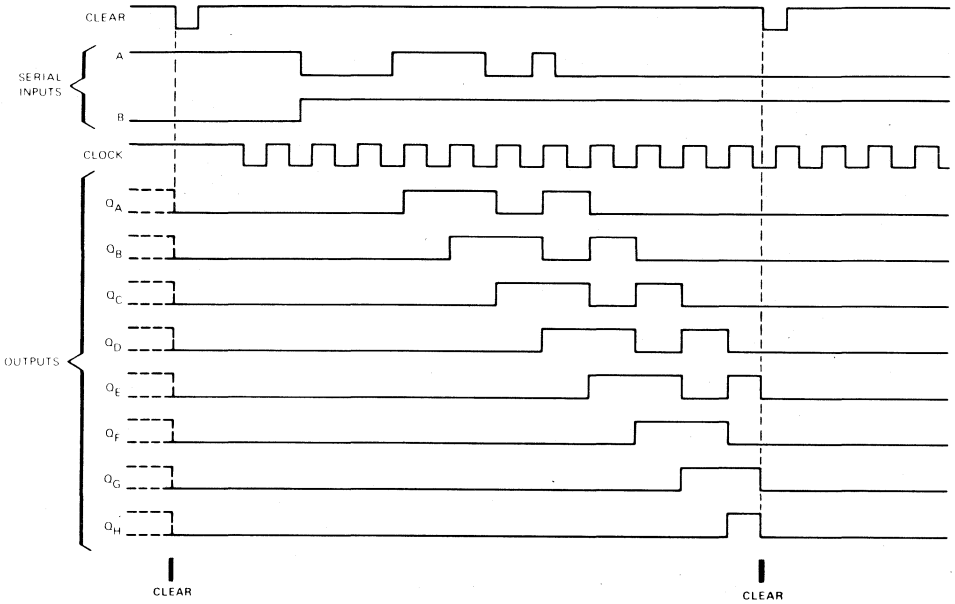 CLEAR
A
SERIAL
INPUTS
B
CLOCK
QA
QB
QC
QD
OUTPUTS
QE
QF
QG
QH
CLEAR
CLEAR